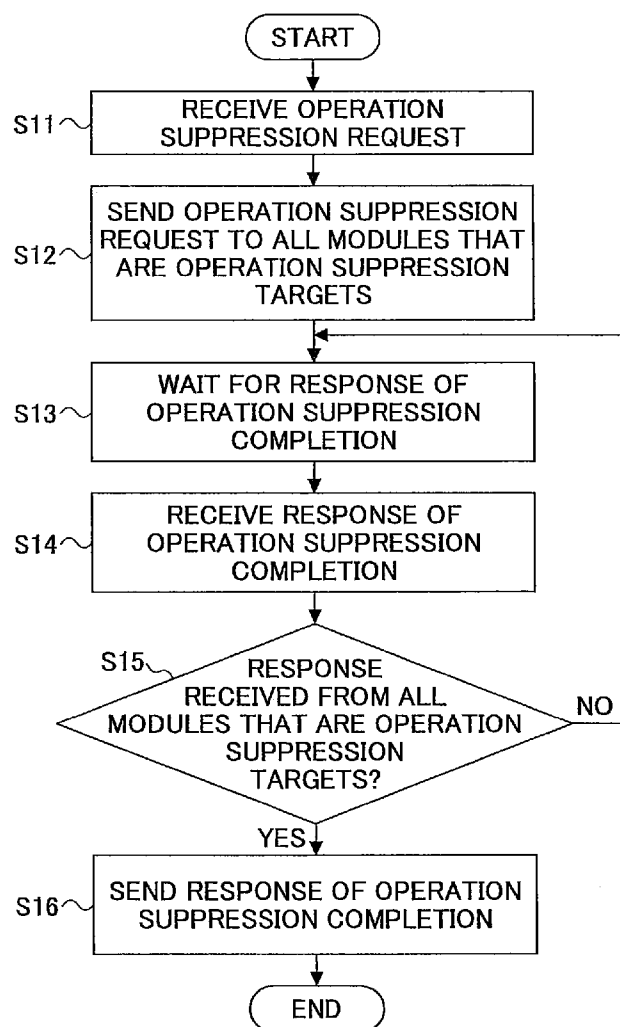 START
S11
RECEIVE OPERATION
SUPPRESSION REQUEST
SEND OPERATION SUPPRESSION
REQUEST TO ALL MODULES THAT
ARE OPERATION SUPPRESSION
TARGETS
S12
WAIT FOR RESPONSE OF
OPERATION SUPPRESSION
COMPLETION
S13
RECEIVE RESPONSE OF
OPERATION SUPPRESSION
COMPLETION
S14
S15
RESPONSE
RECEIVED FROM ALL
MODULES THAT ARE OPERATION
SUPPRESSION
TARGETS?
NO
YES
SEND RESPONSE OF OPERATION
SUPPRESSION COMPLETION
S16
END